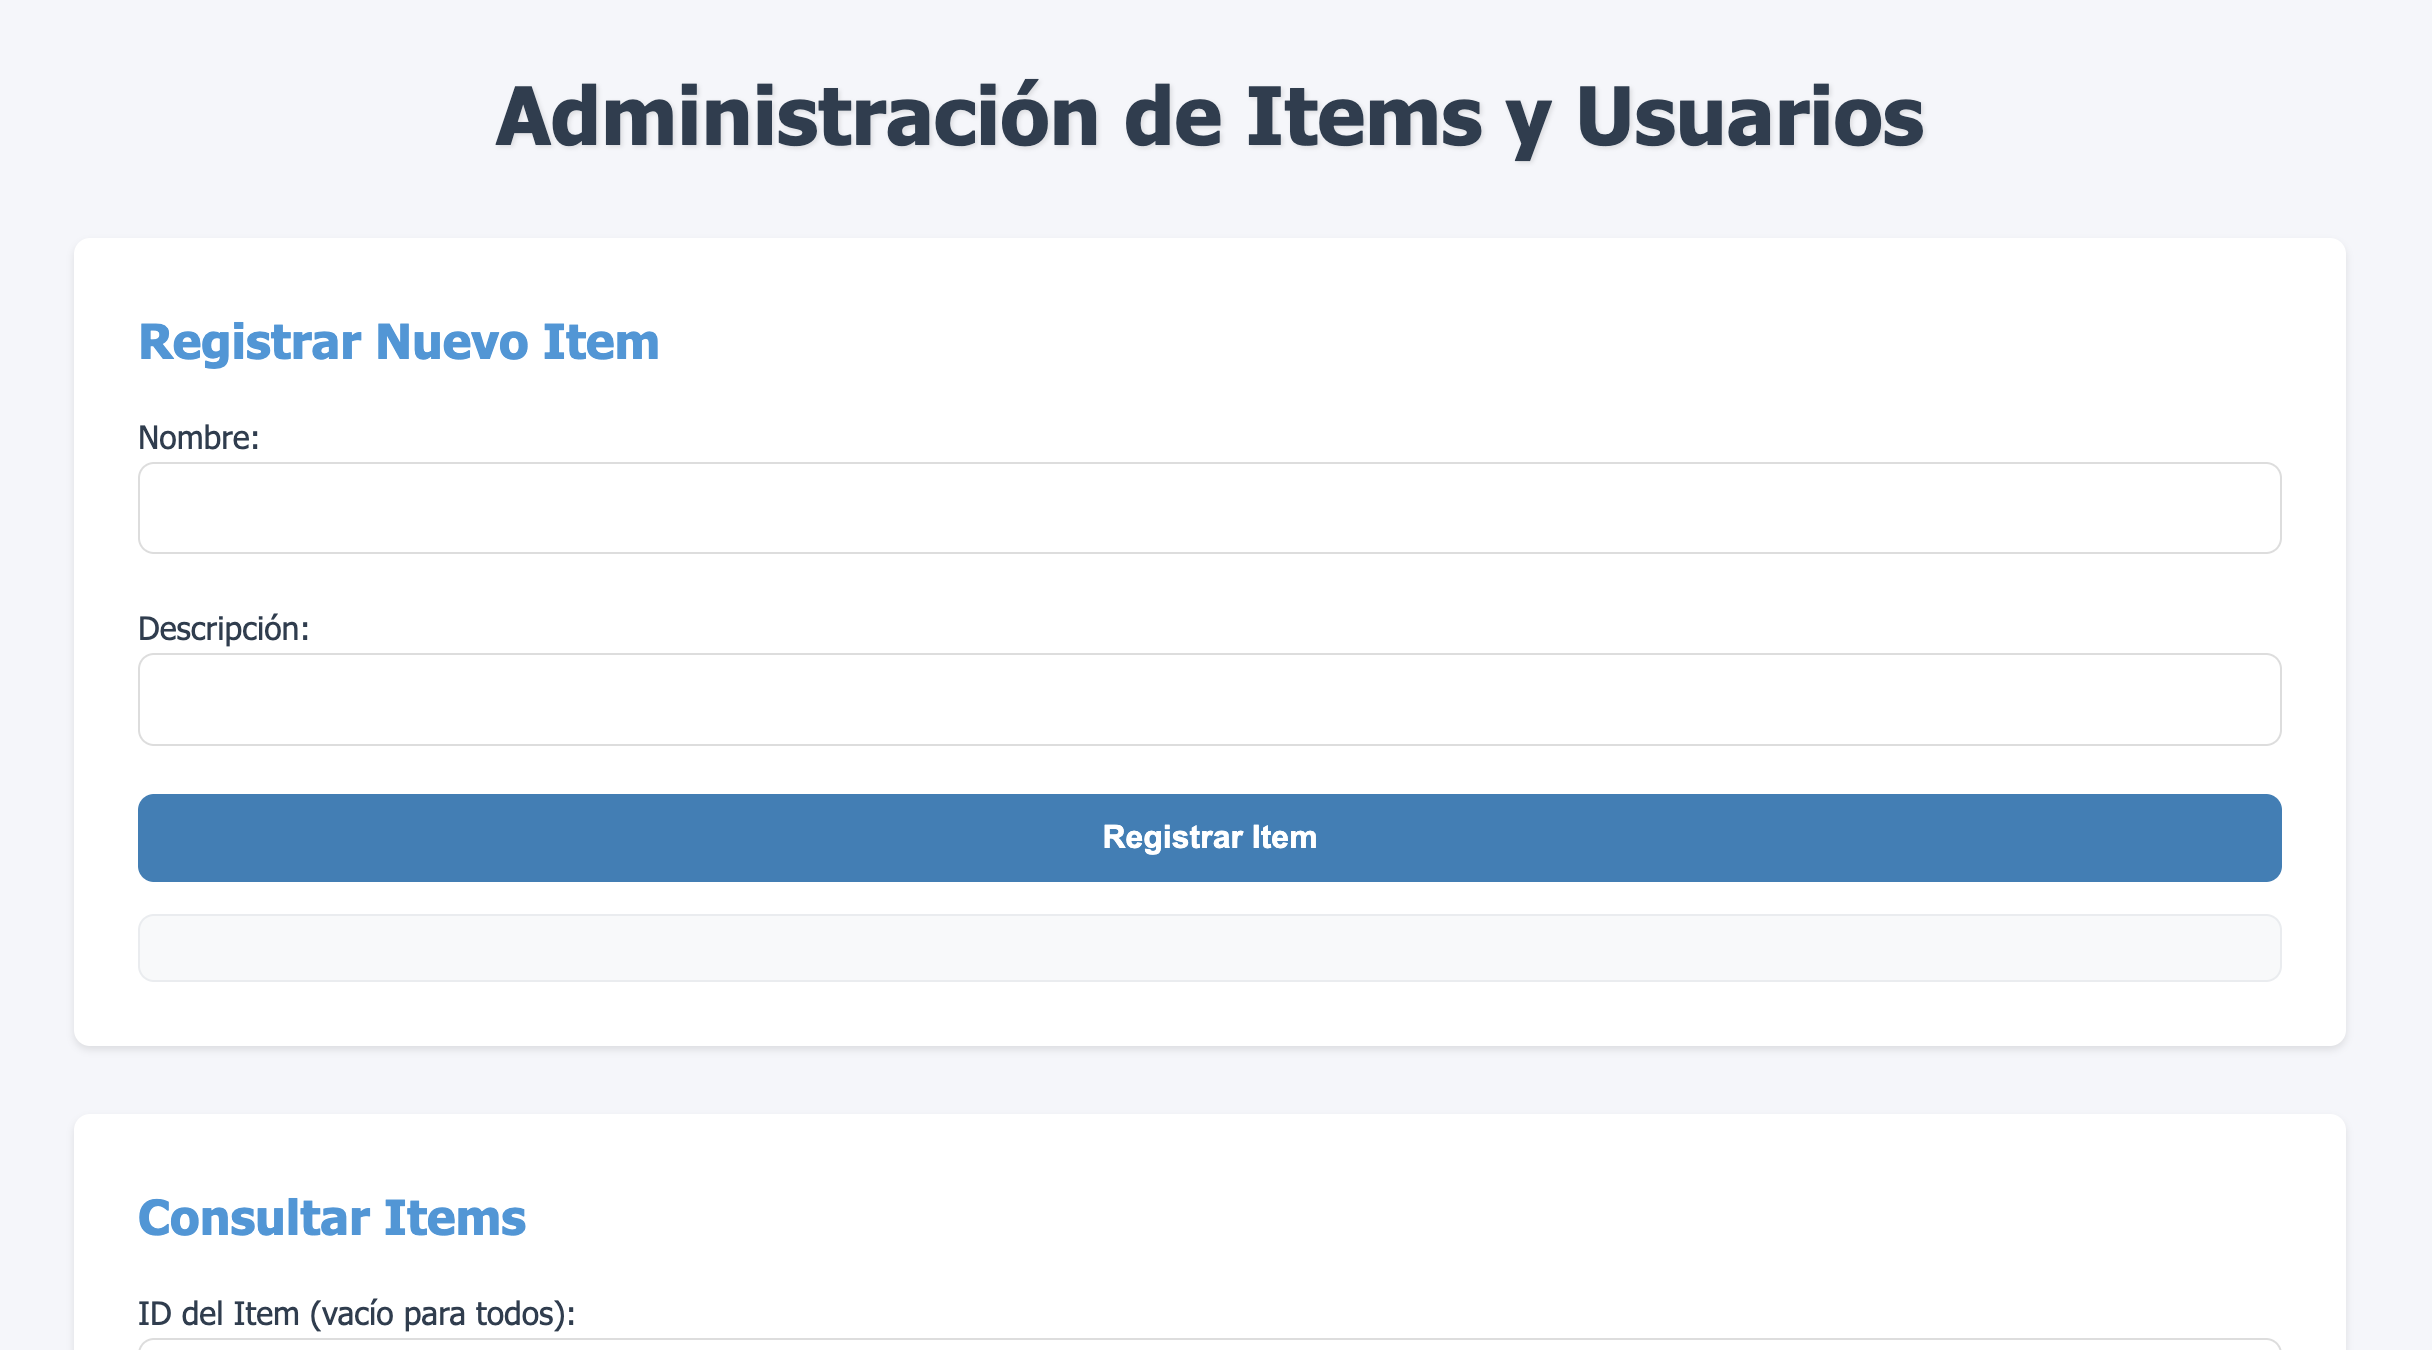 Administración de Items y Usuarios
Registrar Nuevo Item
Nombre:
Descripción:
Registrar Item
Consultar Items
ID del Item (vacío para todos):